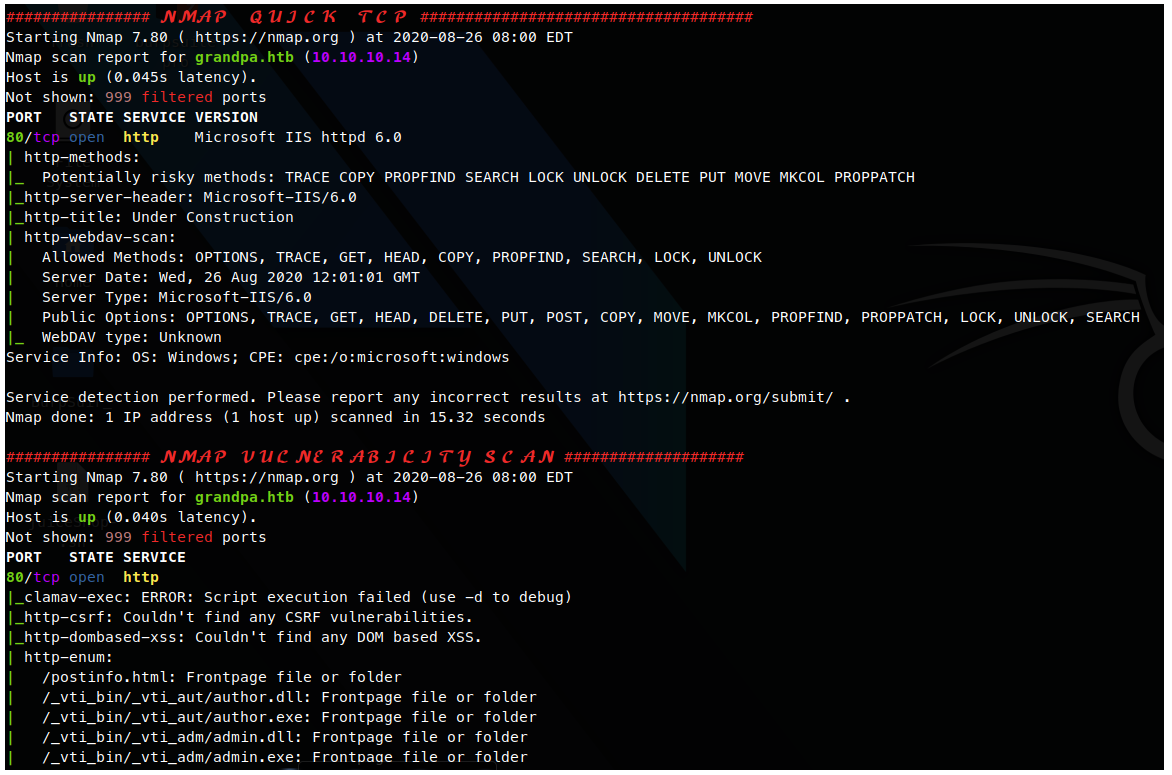 ################ 𝓝𝓜𝓐𝓟 𝓠𝓤𝓘𝓒𝓚 𝓣𝓒𝓟 #####################################
Starting Nmap 7.80 ( https://nmap.org ) at 2020-08-26 08:00 EDT
Nmap scan report for grandpa.htb (10.10.10.14)
Host is up (0.045s latency).
Not shown: 999 filtered ports
PORT   STATE SERVICE VERSION
80/tcp open  http    Microsoft IIS httpd 6.0
| http-methods:
|_  Potentially risky methods: TRACE COPY PROPFIND SEARCH LOCK UNLOCK DELETE PUT MOVE MKCOL PROPPATCH
|_http-server-header: Microsoft-IIS/6.0
|_http-title: Under Construction
| http-webdav-scan:
|   Allowed Methods: OPTIONS, TRACE, GET, HEAD, COPY, PROPFIND, SEARCH, LOCK, UNLOCK
|   Server Date: Wed, 26 Aug 2020 12:01:01 GMT
|   Server Type: Microsoft-IIS/6.0
|   Public Options: OPTIONS, TRACE, GET, HEAD, DELETE, PUT, POST, COPY, MOVE, MKCOL, PROPFIND, PROPPATCH, LOCK, UNLOCK, SEARCH
|_  WebDAV type: Unknown
Service Info: OS: Windows; CPE: cpe:/o:microsoft:windows
Service detection performed. Please report any incorrect results at https://nmap.org/submit/ .
Nmap done: 1 IP address (1 host up) scanned in 15.32 seconds
################ 𝓝𝓜𝓐𝓟 𝓥𝓤𝓛𝓝𝓔𝓡𝓐𝓑𝓘𝓛𝓘𝓣𝓨 𝓢𝓒𝓐𝓝 ####################
Starting Nmap 7.80 ( https://nmap.org ) at 2020-08-26 08:00 EDT
Nmap scan report for grandpa.htb (10.10.10.14)
Host is up (0.040s latency).
Not shown: 999 filtered ports
PORT   STATE SERVICE
80/tcp open  http
|_clamav-exec: ERROR: Script execution failed (use -d to debug)
|_http-csrf: Couldn't find any CSRF vulnerabilities.
|_http-dombased-xss: Couldn't find any DOM based XSS.
| http-enum:
|   /postinfo.html: Frontpage file or folder
|   /_vti_bin/_vti_aut/author.dll: Frontpage file or folder
|   /_vti_bin/_vti_aut/author.exe: Frontpage file or folder
|   /_vti_bin/_vti_adm/admin.dll: Frontpage file or folder
|   /_vti_bin/_vti_adm/admin.exe: Frontpage file or folder